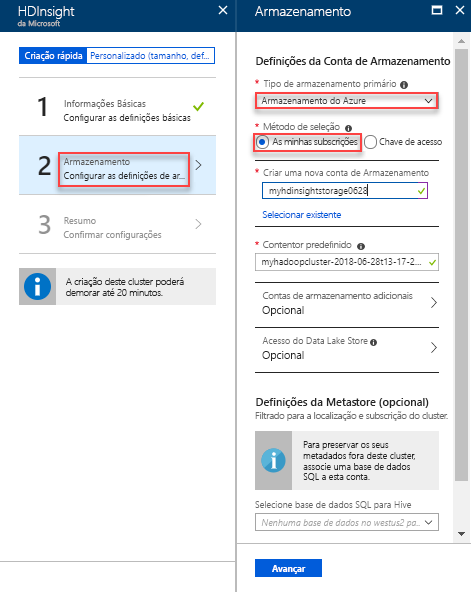 HDInsight
da Microsoft
Criação rápida
Personalizado (tamanho, def...
1
Informações Básicas
Configurar as definições básicas
2
Armazenamento
Configurar as definições de ar...
3
Resumo
Confirmar configurações
A criação deste cluster poderá
demorar até 20 minutos.
Armazenamento
Definições da Conta de Armazenamento
* Tipo de armazenamento primário
Armazenamento do Azure
* Método de seleção
As minhas subscrições
Chave de acesso
* Criar uma nova conta de Armazenamento
myhdinsightstorage0628
Selecionar existente
* Contentor predefinido
myhadoopcluster-2018-06-28t13-17-2...
Contas de armazenamento adicionais
Opcional
Acesso do Data Lake Store
Opcional
Definições da Metastore (opcional)
Filtrado para a localização e subscrição do cluster.
Para preservar os seus
metadados fora deste cluster,
associe uma base de dados
SQL a esta conta.
Selecione base de dados SQL para Hive
Nenhuma base de dados no westus2 pa...
Avançar